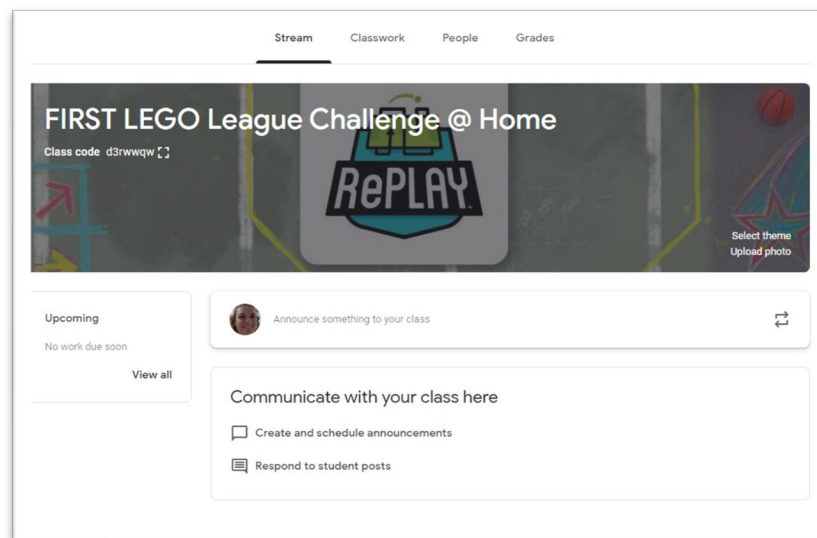 Stream Classwork People Grades
FIRST LEGO League Challenge @ Home
Class code d3rwwqw
RePLAY
Select theme
Upload photo
Upcoming
No work due soon
View all
Announce something to your class
Communicate with your class here
Create and schedule announcements
Respond to student posts